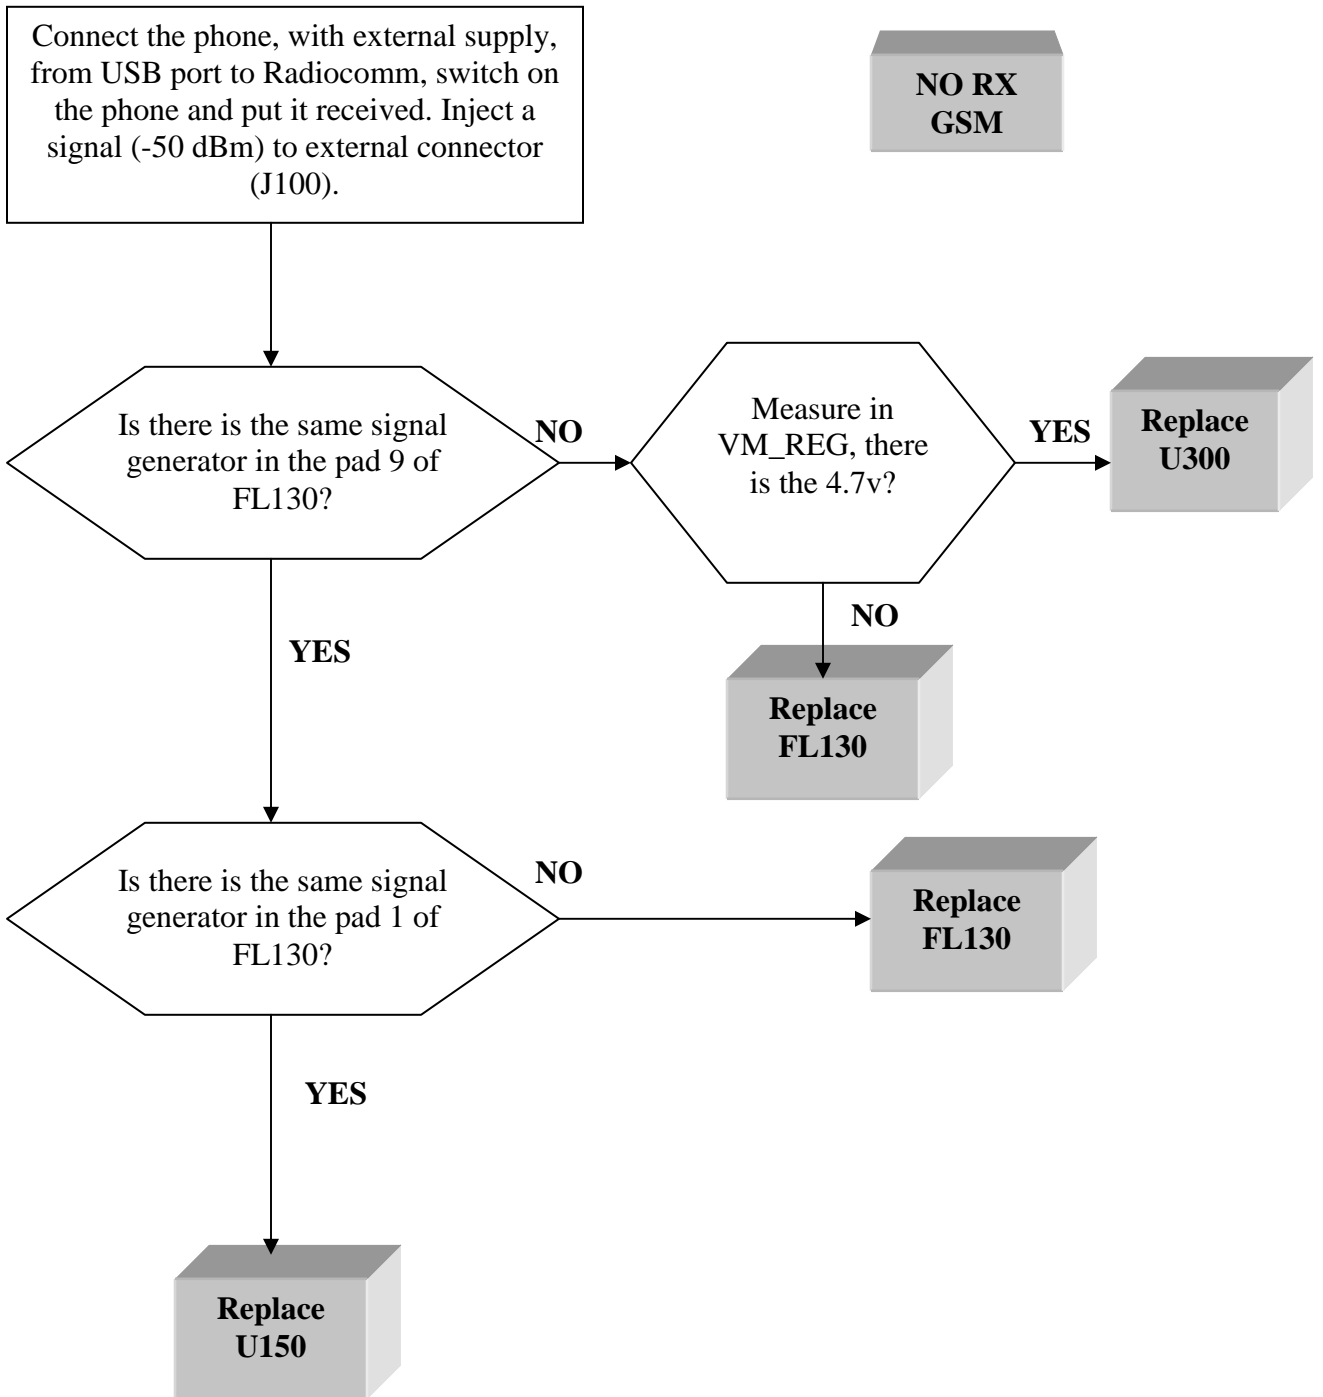 Connect the phone, with external supply,
from USB port to Radiocomm, switch on
the phone and put it received. Inject a
signal (-50 dBm) to external connector
(J100).
NO RX
GSM
Is there is the same signal
generator in the pad 9 of
FL130?
NO
Measure in
VM_REG, there
is the 4.7v?
YES
Replace
U300
NO
Replace
FL130
YES
Is there is the same signal
generator in the pad 1 of
FL130?
NO
Replace
FL130
YES
Replace
U150